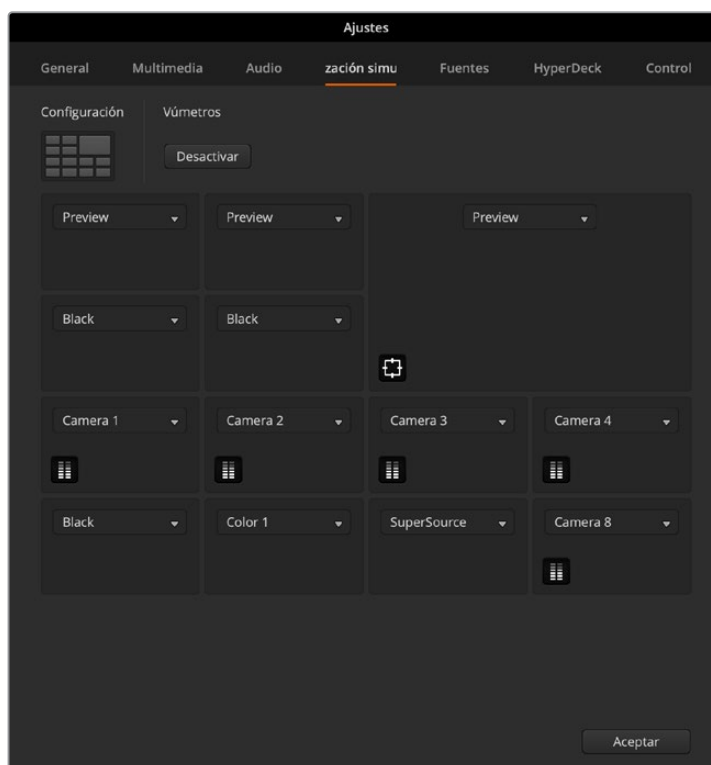 Ajustes
General Multimedia Audio zación simu Fuentes HyperDeck Control
Configuración Vúmetros
Desactivar
Preview Preview Preview
Black Black
Camera 1 Camera 2 Camera 3 Camera 4
Black Color 1 SuperSource Camera 8
Aceptar